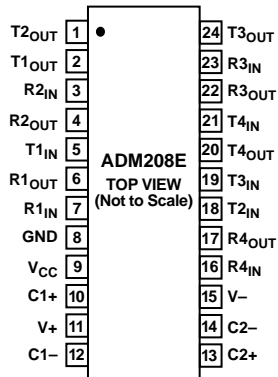 T2OUT 1
T1OUT 2
R2IN 3
R2OUT 4
T1IN 5
R1OUT 6
R1IN 7
GND 8
VCC 9
C1+ 10
V+ 11
C1– 12
ADM208E
TOP VIEW
(Not to Scale)
24 T3OUT
23 R3IN
22 R3OUT
21 T4IN
20 T4OUT
19 T3IN
18 T2IN
17 R4OUT
16 R4IN
15 V–
14 C2–
13 C2+